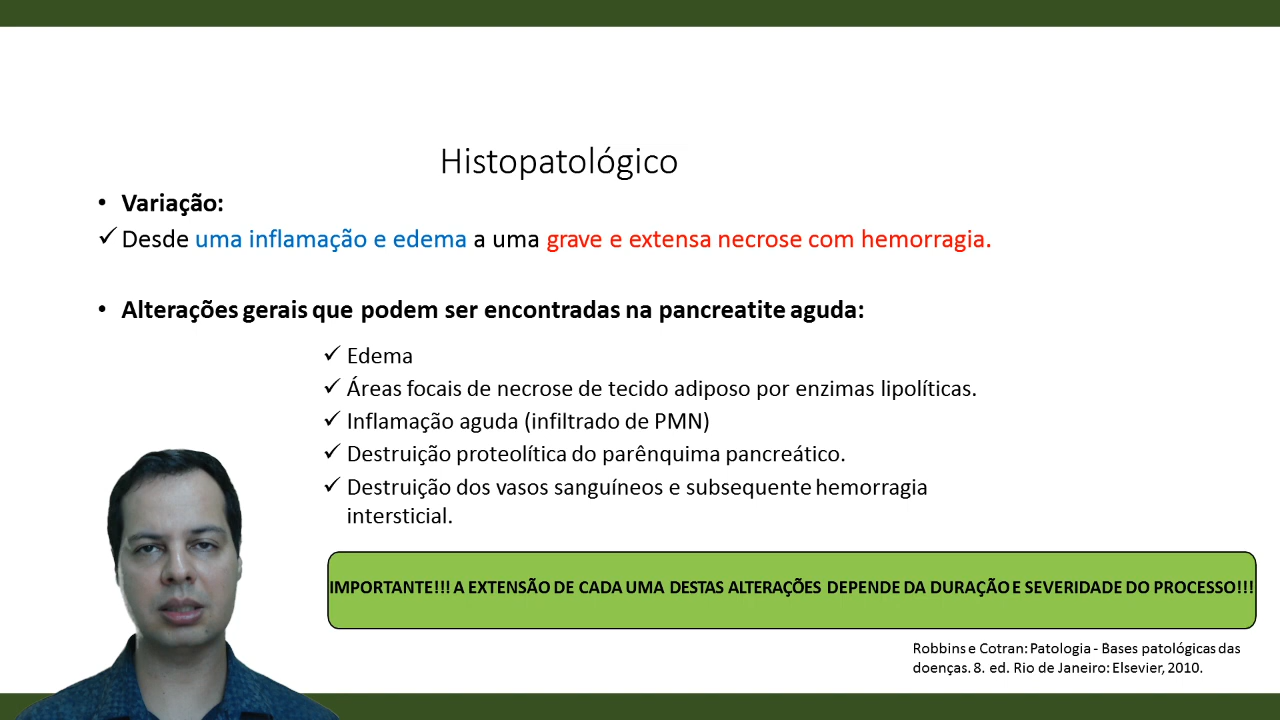 Histopatológico
• Variação:
✓ Desde uma inflamação e edema a uma grave e extensa necrose com hemorragia.
• Alterações gerais que podem ser encontradas na pancreatite aguda:
✓ Edema
✓ Áreas focais de necrose de tecido adiposo por enzimas lipolíticas.
✓ Inflamação aguda (infiltrado de PMN)
✓ Destruição proteolítica do parênquima pancreático.
✓ Destruição dos vasos sanguíneos e subsequente hemorragia
intersticial.
IMPORTANTE!!! A EXTENSÃO DE CADA UMA DESTAS ALTERAÇÕES DEPENDE DA DURAÇÃO E SEVERIDADE DO PROCESSO!!!
Robbins e Cotran: Patologia - Bases patológicas das
doenças. 8. ed. Rio de Janeiro: Elsevier, 2010.